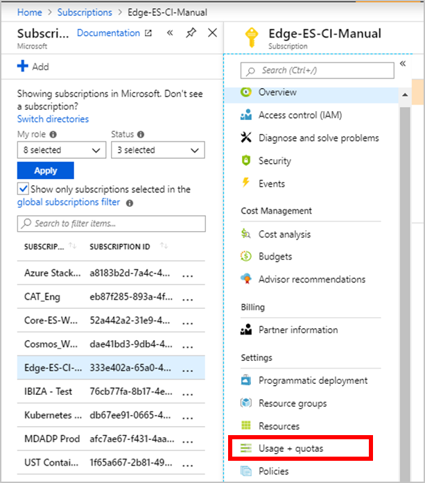 Home > Subscriptions > Edge-ES-CI-Manual
Subscri...
Documentation
Microsoft
Add
Showing subscriptions in Microsoft. Don't see
a subscription?
Switch directories
My role
Status
8 selected
3 selected
Apply
Show only subscriptions selected in the
global subscriptions filter
Search to filter items...
SUBSCRIP... SUBSCRIPTION ID
Azure Stack... a8183b2d-7a4c-4... ...
CAT_Eng eb87f285-893a-4f... ...
Core-ES-W... 52a442a2-31e9-4... ...
Cosmos_W... dae41bd3-9db4-4... ...
Edge-ES-CI-... 333e402a-65a0-4... ...
IBIZA - Test 76cb77fa-8b17-4e... ...
Kubernetes ... db67ee91-0665-4... ...
MDADP Prod afc7ae67-f431-4aa... ...
UST Contai... 1f65a667-2b81-49... ...
Edge-ES-CI-Manual
Subscription
Search (Ctrl+/)
Overview
Access control (IAM)
Diagnose and solve problems
Security
Events
Cost Management
Cost analysis
Budgets
Advisor recommendations
Billing
Partner information
Settings
Programmatic deployment
Resource groups
Resources
Usage + quotas
Policies